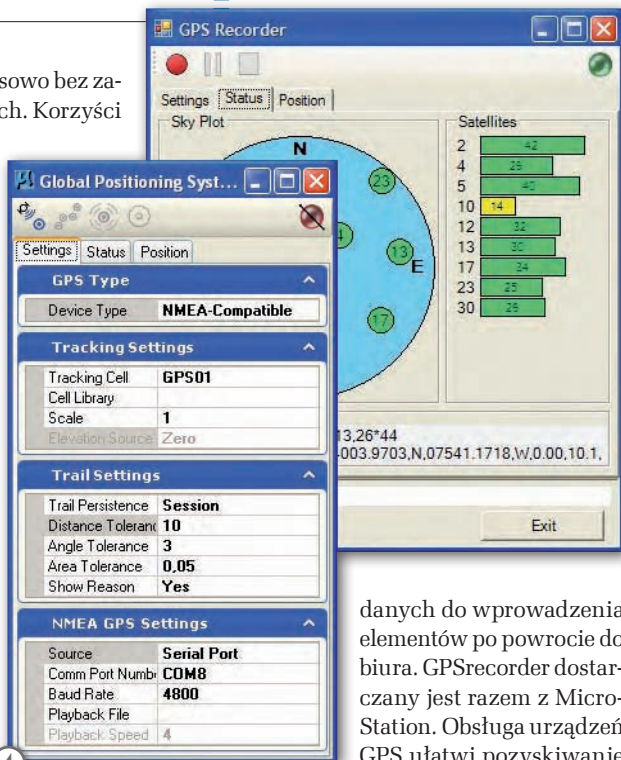 sowo bez za-
ch. Korzyści
GPS Recorder
Settings Status Position
Sky Plot
N
E
23
13
17
Satellites
2 42
4 29
5 40
10 14
12 32
13 30
17 34
23 25
30 29
13,26*44
003.9703,N,07541.1718,W,0.00,10.1,
Exit
Global Positioning Syst...
Settings Status Position
GPS Type
Device Type NMEA-Compatible
Tracking Settings
Tracking Cell GPS01
Cell Library
Scale 1
Elevation Source Zero
Trail Settings
Trail Persistence Session
Distance Toleranc 10
Angle Tolerance 3
Area Tolerance 0,05
Show Reason Yes
NMEA GPS Settings
Source Serial Port
Comm Port Numb COM8
Baud Rate 4800
Playback File
Playback Speed 4
danych do wprowadzenia
elementów po powrocie do
biura. GPSrecorder dostar-
czany jest razem z Micro-
Station. Obsługa urządzeń
GPS ułatwi pozyskiwanie